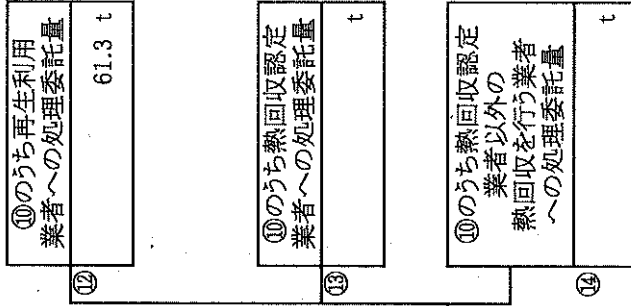 ⑩のうち再生利用
業者への処理委託量
⑫
61.3 t
⑩のうち熱回収認定
業者への処理委託量
⑬
t
⑩のうち熱回収認定
業者以外の
熱回収を行う業者
への処理委託量
⑭
t